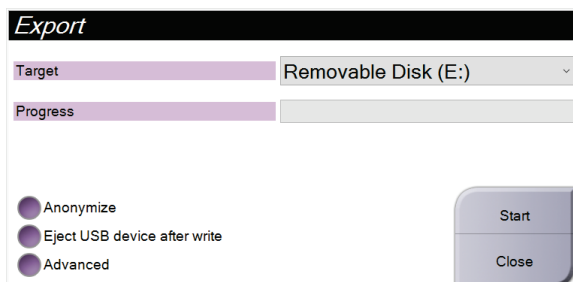 Export
Target
Removable Disk (E:)
Progress
Anonymize
Eject USB device after write
Advanced
Start
Close